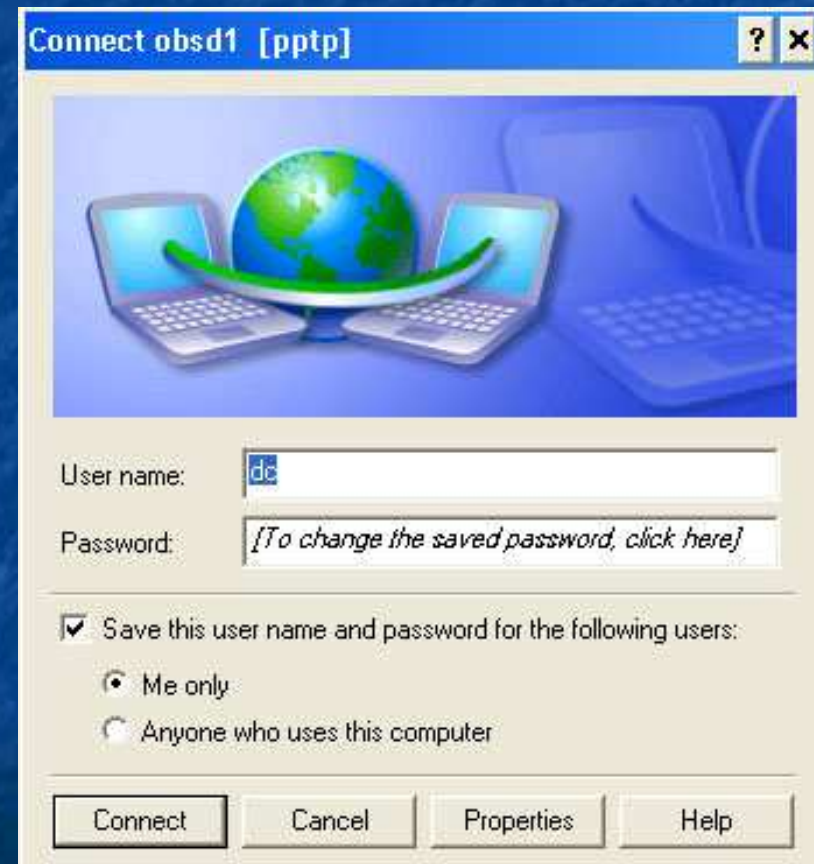 Connect obsd1 [pptp]
User name: dc
Password: [To change the saved password, click here]
Save this user name and password for the following users:
Me only
Anyone who uses this computer
Connect Cancel Properties Help